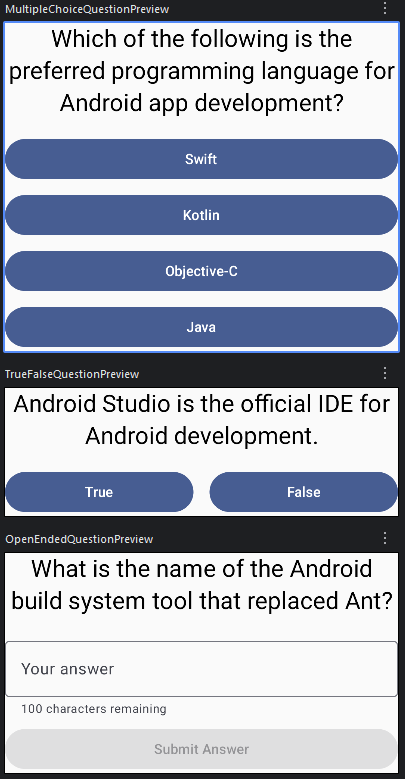 MultipleChoiceQuestionPreview
Which of the following is the
preferred programming language for
Android app development?
Swift
Kotlin
Objective-C
Java
TrueFalseQuestionPreview
Android Studio is the official IDE for
Android development.
True
False
OpenEndedQuestionPreview
What is the name of the Android
build system tool that replaced Ant?
Your answer
100 characters remaining
Submit Answer